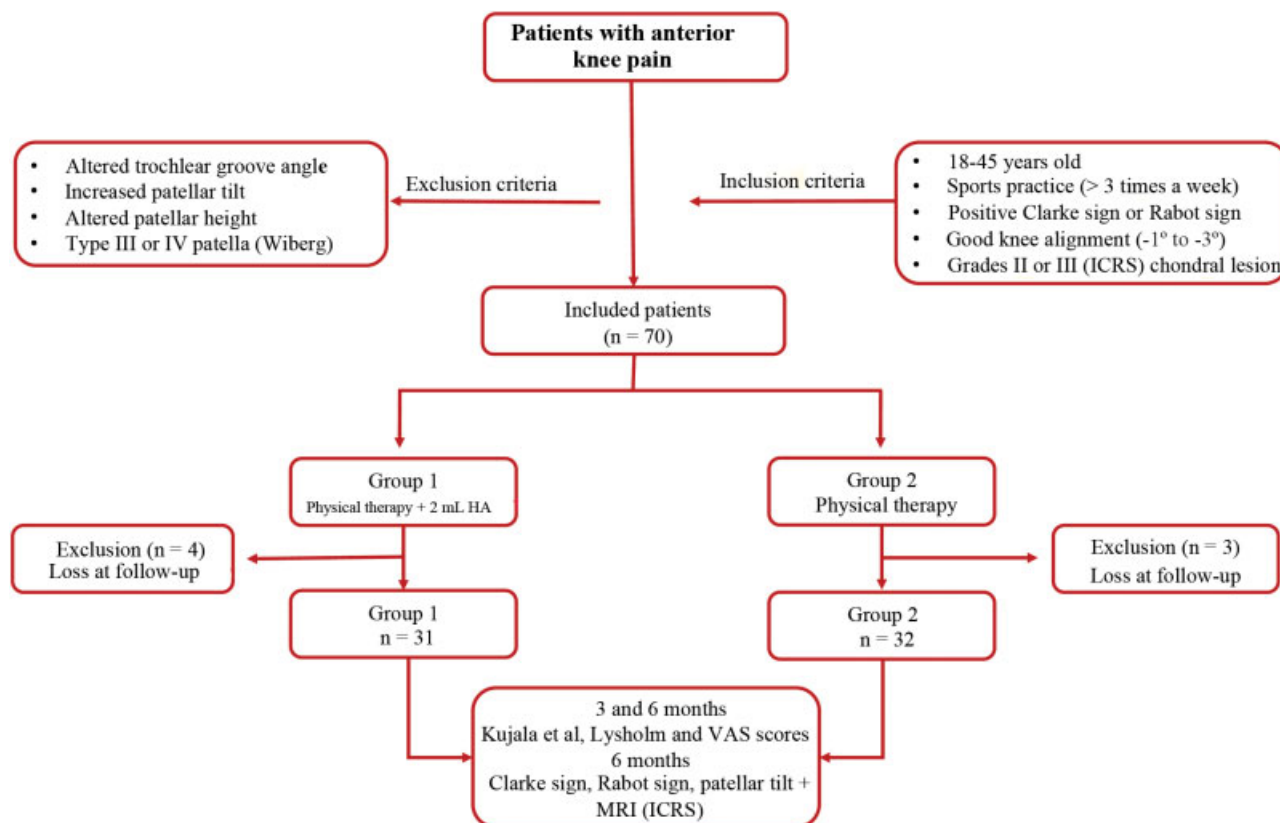 Patients with anterior
knee pain
• Altered trochlear groove angle
• Increased patellar tilt
• Altered patellar height
• Type III or IV patella (Wiberg)
Exclusion criteria
Inclusion criteria
• 18-45 years old
• Sports practice (> 3 times a week)
• Positive Clarke sign or Rabot sign
• Good knee alignment (-1º to -3º)
• Grades II or III (ICRS) chondral lesion
Included patients
(n = 70)
Group 1
Physical therapy + 2 mL HA
Group 2
Physical therapy
Exclusion (n = 4)
Loss at follow-up
Exclusion (n = 3)
Loss at follow-up
Group 1
n = 31
Group 2
n = 32
3 and 6 months
Kujala et al, Lysholm and VAS scores
6 months
Clarke sign, Rabot sign, patellar tilt +
MRI (ICRS)